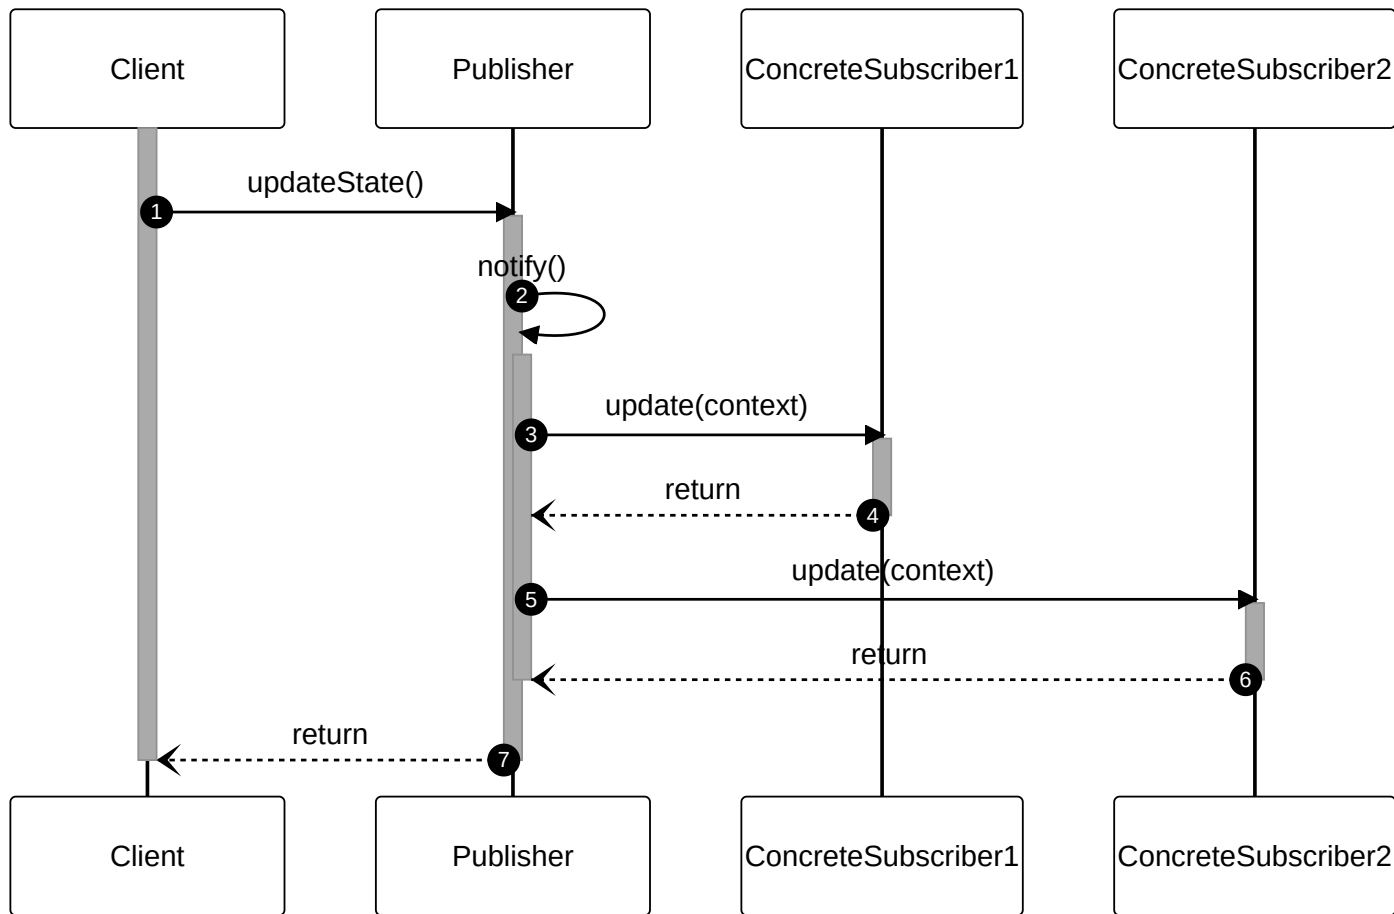 Client
Publisher
ConcreteSubscriber1
ConcreteSubscriber2
updateState()
1
notify()
2
update(context)
3
return
4
update(context)
5
return
6
return
7
Client
Publisher
ConcreteSubscriber1
ConcreteSubscriber2